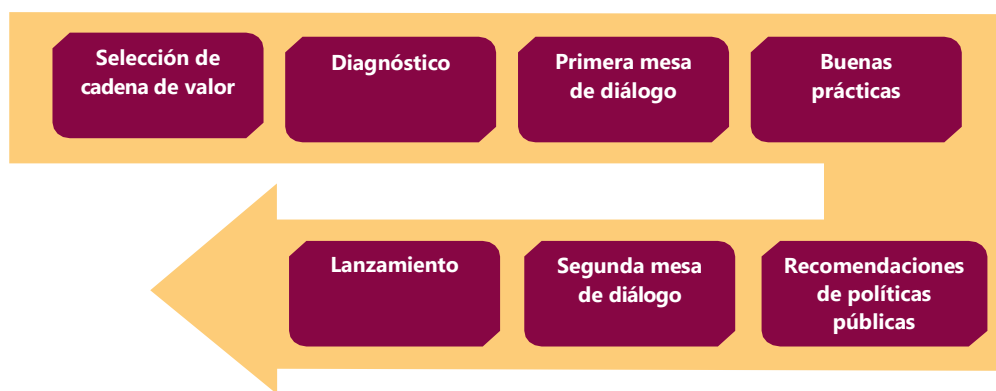 Selección de
cadena de valor
Diagnóstico
Primera mesa
de diálogo
Buenas
prácticas
Recomendaciones
de políticas
públicas
Segunda mesa
de diálogo
Lanzamiento